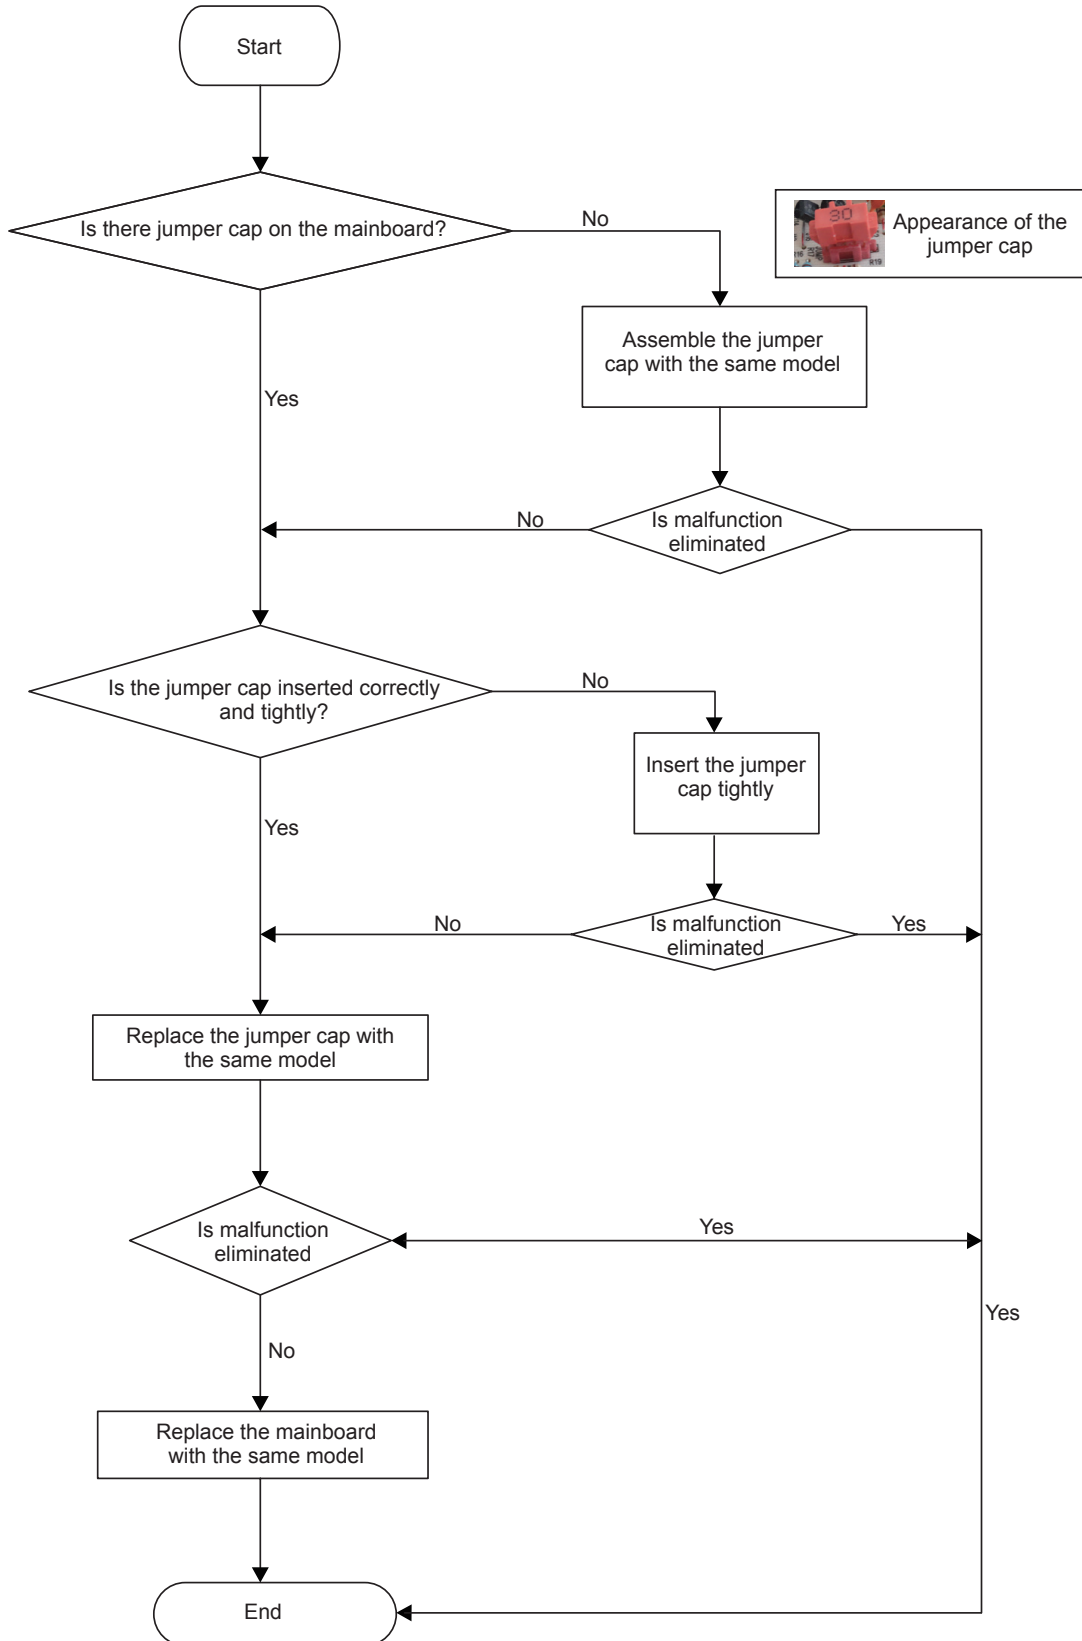 Start
Is there jumper cap on the mainboard?
No
30
Appearance of the
jumper cap
Assemble the jumper
cap with the same model
Yes
No
Is malfunction
eliminated
Is the jumper cap inserted correctly
and tightly?
No
Insert the jumper
cap tightly
Yes
No
Is malfunction
eliminated
Yes
Replace the jumper cap with
the same model
Is malfunction
eliminated
Yes
Yes
No
Replace the mainboard
with the same model
End